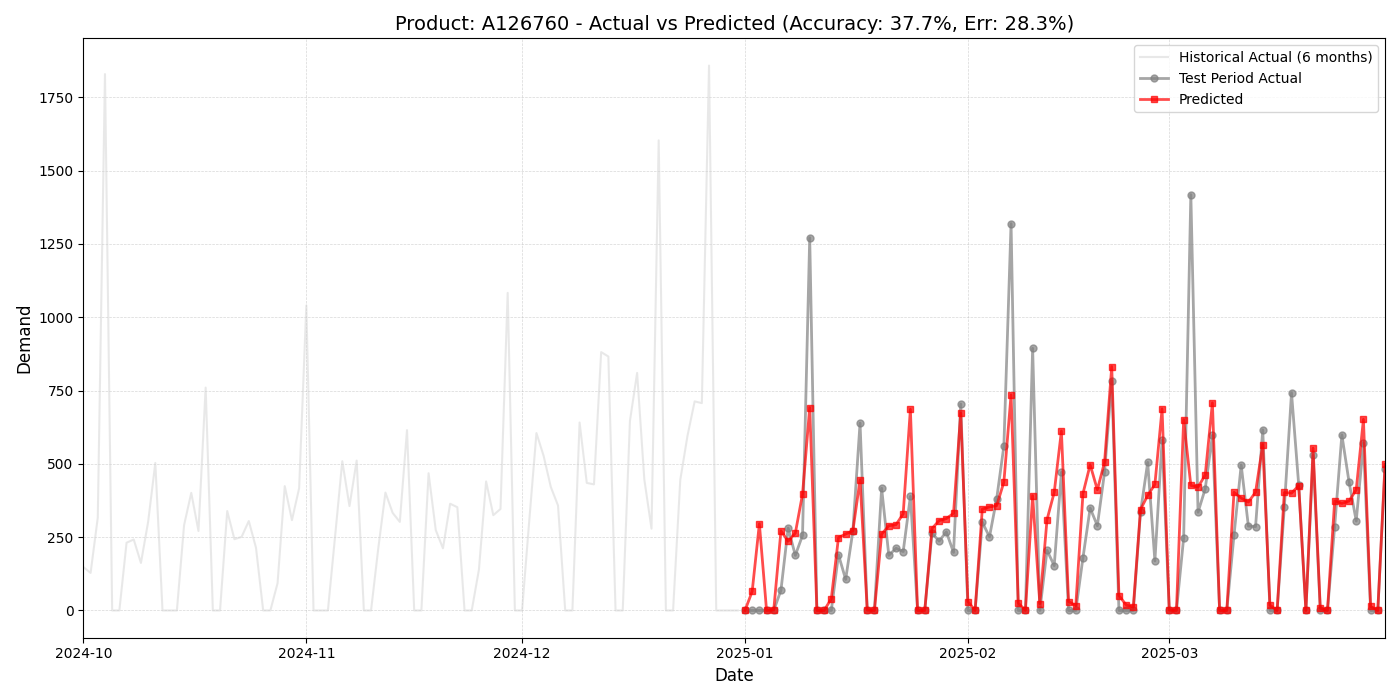 Product: A126760 - Actual vs Predicted (Accuracy: 37.7%, Err: 28.3%)
Historical Actual (6 months)
Test Period Actual
Predicted
Demand
1750
1500
1250
1000
750
500
250
0
2024-10
2024-11
2024-12
2025-01
2025-02
2025-03
Date